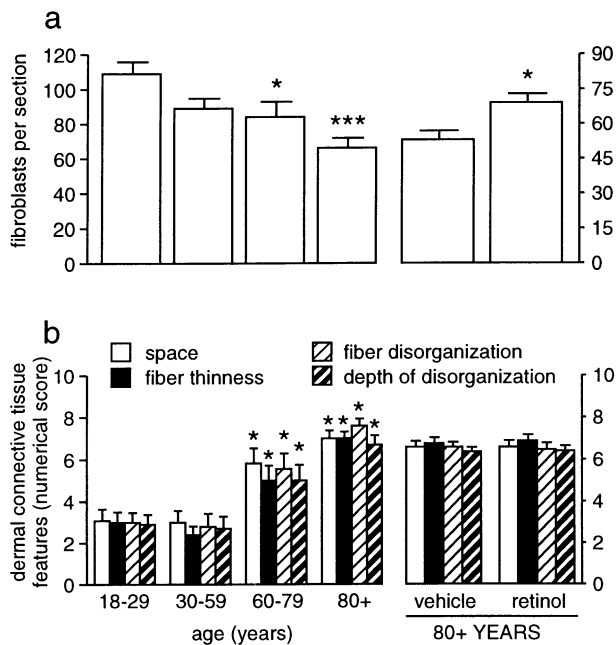 a
fibroblasts per section
120
100
80
60
40
20
0
*
***
*
90
75
60
45
30
15
0
b
space
fiber thinness
fiber disorganization
depth of disorganization
dermal connective tissue
features (numerical score)
10
8
6
4
2
0
* * * *
* * * *
10
8
6
4
2
0
18-29 30-59 60-79 80+ vehicle retinol
age (years) 80+ YEARS